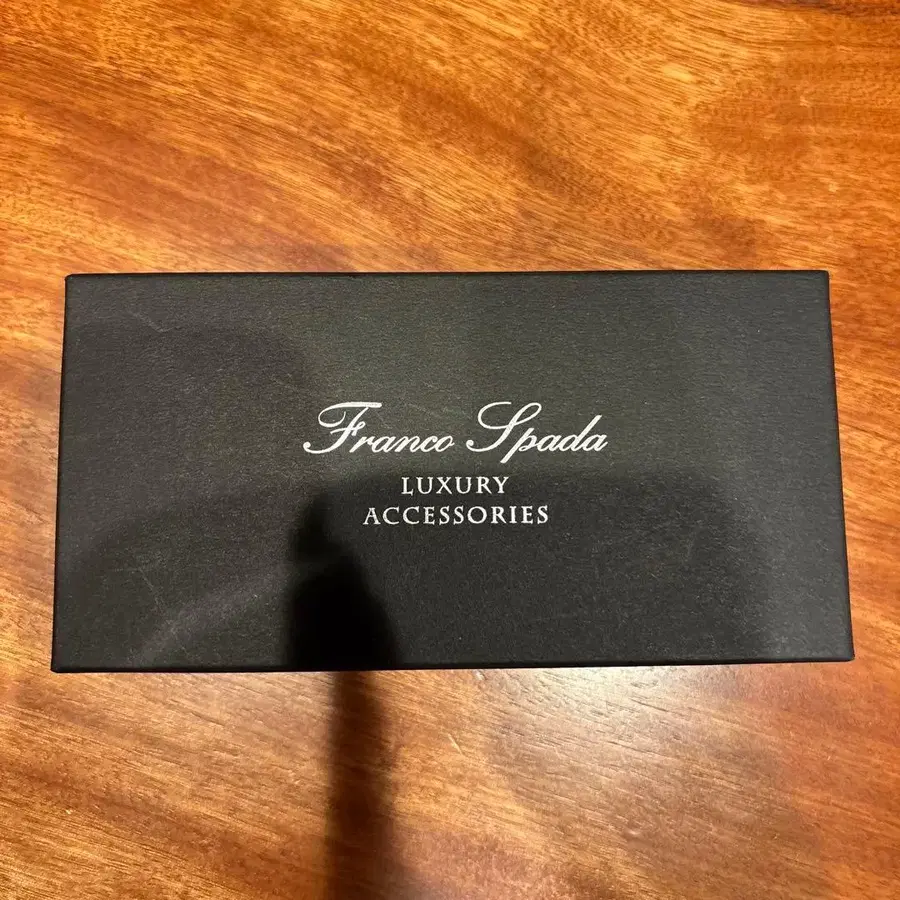 Franco Spada
LUXURY
ACCESSORIES